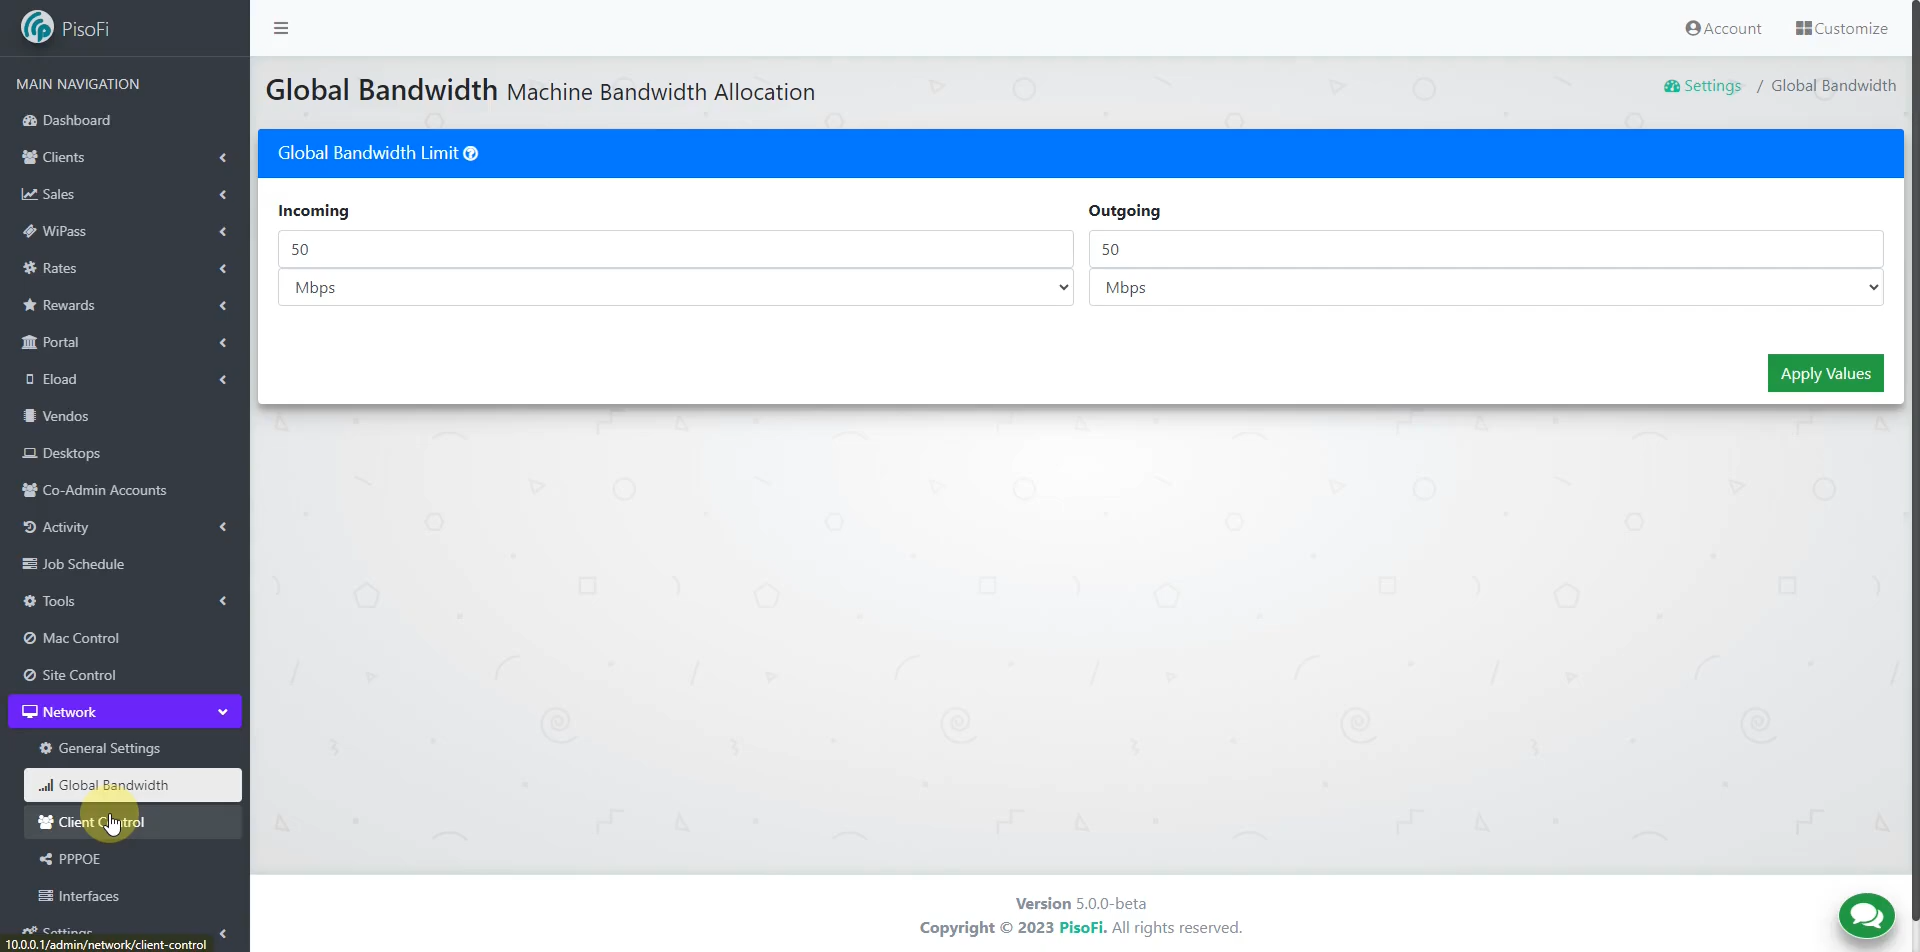 PisoFi
Account
Customize
MAIN NAVIGATION
Global Bandwidth Machine Bandwidth Allocation
Settings / Global Bandwidth
Dashboard
Clients
Sales
WiPass
Rates
Rewards
Portal
Eload
Vendos
Desktops
Co-Admin Accounts
Activity
Job Schedule
Tools
Mac Control
Site Control
Network
General Settings
Global Bandwidth
Client Control
PPPOE
Interfaces
Settings
10.0.0.1/admin/network/client-control
Global Bandwidth Limit
Incoming
50
Mbps
Outgoing
50
Mbps
Apply Values
Version 5.0.0-beta
Copyright © 2023 PisoFi. All rights reserved.